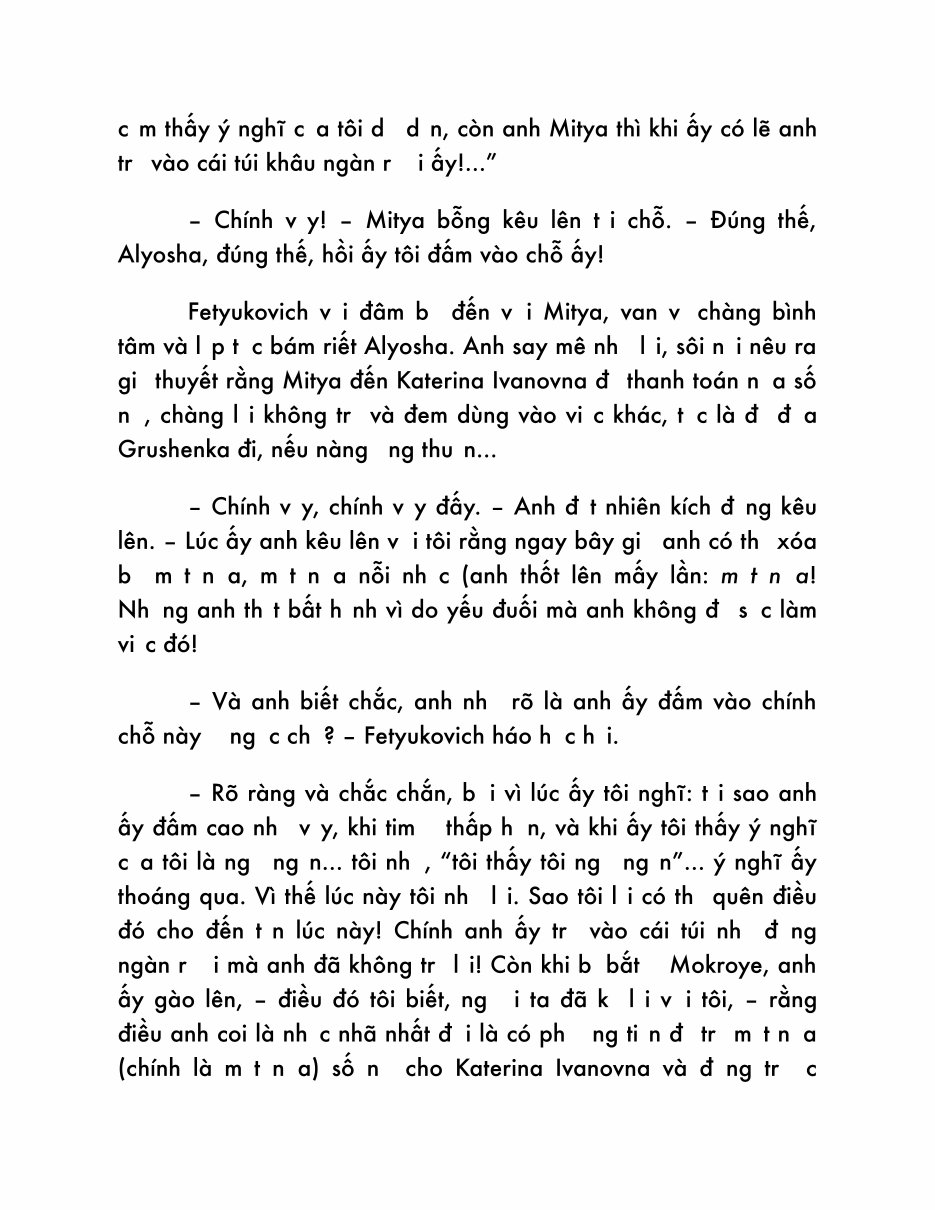 c m thấy ý nghĩ c a tôi d d n, còn anh Mitya thì khi ấy có lẽ anh
tr vào cái túi khâu ngàn r i ấy!...”
– Chính v y! – Mitya bỗng kêu lên t i chỗ. – Đúng thế,
Alyosha, đúng thế, hồi ấy tôi đấm vào chỗ ấy!
Fetyukovich v i đâm b đến v i Mitya, van v chàng bình
tâm và l p t c bám riết Alyosha. Anh say mê nh l i, sôi n i nêu ra
gi thuyết rằng Mitya đến Katerina Ivanovna đ thanh toán n a số
n , chàng l i không tr và đem dùng vào vi c khác, t c là đ đ a
Grushenka đi, nếu nàng ng thu n...
– Chính v y, chính v y đấy. – Anh đ t nhiên kích đ ng kêu
lên. – Lúc ấy anh kêu lên v i tôi rằng ngay bây gi anh có th xóa
b m t n a, m t n a nỗi nh c (anh thốt lên mấy lần: m t n a!
Nh ng anh th t bất h nh vì do yếu đuối mà anh không đ s c làm
vi c đó!
– Và anh biết chắc, anh nh rõ là anh ấy đấm vào chính
chỗ này ng c ch ? – Fetyukovich háo h c h i.
– Rõ ràng và chắc chắn, b i vì lúc ấy tôi nghĩ: t i sao anh
ấy đấm cao nh v y, khi tim thấp h n, và khi ấy tôi thấy ý nghĩ
c a tôi là ng ng n... tôi nh , “tôi thấy tôi ng ng n”... ý nghĩ ấy
thoáng qua. Vì thế lúc này tôi nh l i. Sao tôi l i có th quên điều
đó cho đến t n lúc này! Chính anh ấy tr vào cái túi nh đ ng
ngàn r i mà anh đã không tr l i! Còn khi b bắt Mokroye, anh
ấy gào lên, – điều đó tôi biết, ng i ta đã k l i v i tôi, – rằng
điều anh coi là nh c nhã nhất đ i là có ph ng ti n đ tr m t n a
(chính là m t n a) số n cho Katerina Ivanovna và đ ng tr c